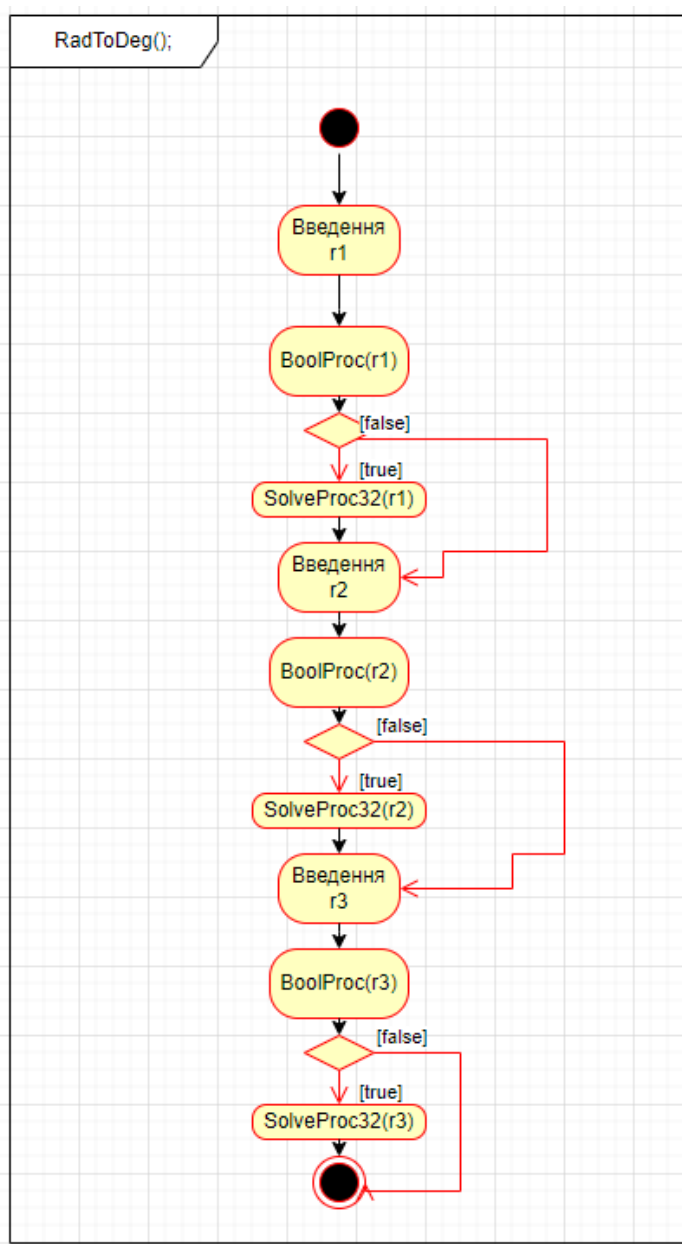 RadToDeg();
Введення
r1
BoolProc(r1)
[false]
[true]
SolveProc32(r1)
Введення
r2
BoolProc(r2)
[false]
[true]
SolveProc32(r2)
Введення
r3
BoolProc(r3)
[false]
[true]
SolveProc32(r3)